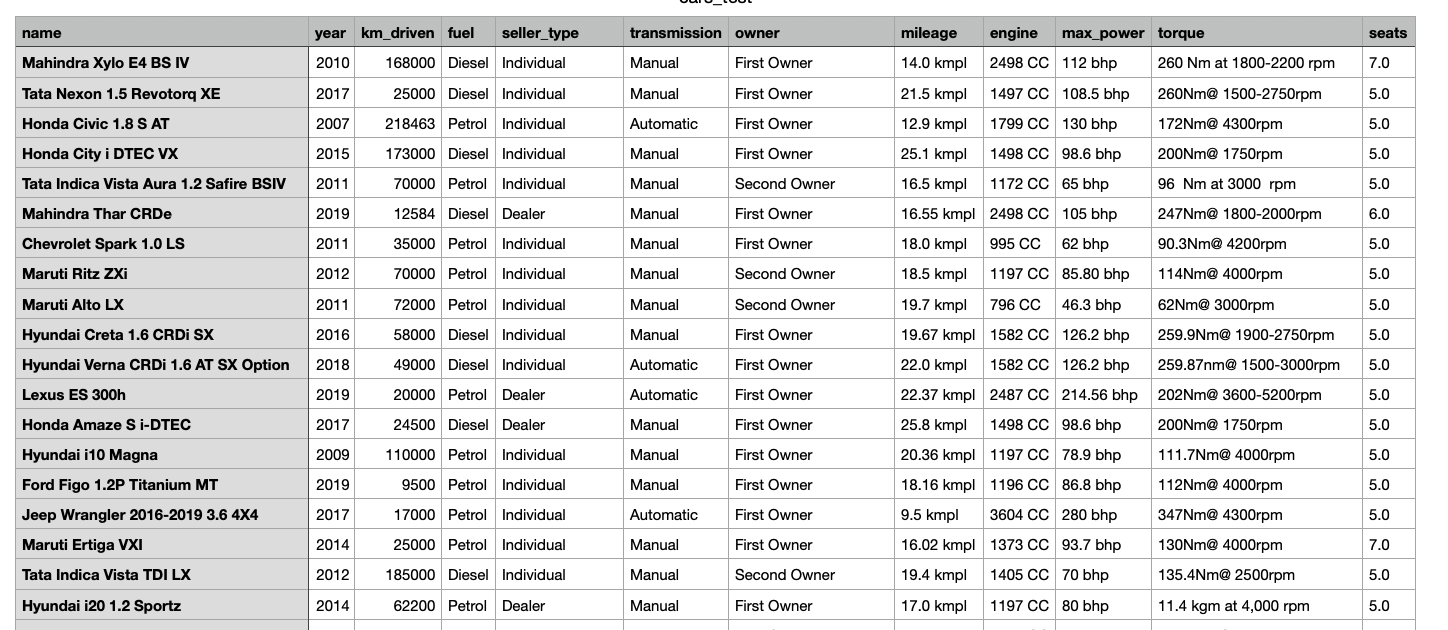 name year km_driven fuel seller_type transmission owner mileage engine max_power torque seats
Mahindra Xylo E4 BS IV 2010 168000 Diesel Individual Manual First Owner 14.0 kmpl 2498 CC 112 bhp 260 Nm at 1800-2200 rpm 7.0
Tata Nexon 1.5 Revotorq XE 2017 25000 Diesel Individual Manual First Owner 21.5 kmpl 1497 CC 108.5 bhp 260Nm@ 1500-2750rpm 5.0
Honda Civic 1.8 S AT 2007 218463 Petrol Individual Automatic First Owner 12.9 kmpl 1799 CC 130 bhp 172Nm@ 4300rpm 5.0
Honda City i DTEC VX 2015 173000 Diesel Individual Manual First Owner 25.1 kmpl 1498 CC 98.6 bhp 200Nm@ 1750rpm 5.0
Tata Indica Vista Aura 1.2 Safire BSIV 2011 70000 Petrol Individual Manual Second Owner 16.5 kmpl 1172 CC 65 bhp 96  Nm at 3000  rpm 5.0
Mahindra Thar CRDe 2019 12584 Diesel Dealer Manual First Owner 16.55 kmpl 2498 CC 105 bhp 247Nm@ 1800-2000rpm 6.0
Chevrolet Spark 1.0 LS 2011 35000 Petrol Individual Manual First Owner 18.0 kmpl 995 CC 62 bhp 90.3Nm@ 4200rpm 5.0
Maruti Ritz ZXi 2012 70000 Petrol Individual Manual Second Owner 18.5 kmpl 1197 CC 85.80 bhp 114Nm@ 4000rpm 5.0
Maruti Alto LX 2011 72000 Petrol Individual Manual Second Owner 19.7 kmpl 796 CC 46.3 bhp 62Nm@ 3000rpm 5.0
Hyundai Creta 1.6 CRDi SX 2016 58000 Diesel Individual Manual First Owner 19.67 kmpl 1582 CC 126.2 bhp 259.9Nm@ 1900-2750rpm 5.0
Hyundai Verna CRDi 1.6 AT SX Option 2018 49000 Diesel Individual Automatic First Owner 22.0 kmpl 1582 CC 126.2 bhp 259.87nm@ 1500-3000rpm 5.0
Lexus ES 300h 2019 20000 Petrol Dealer Automatic First Owner 22.37 kmpl 2487 CC 214.56 bhp 202Nm@ 3600-5200rpm 5.0
Honda Amaze S i-DTEC 2017 24500 Diesel Dealer Manual First Owner 25.8 kmpl 1498 CC 98.6 bhp 200Nm@ 1750rpm 5.0
Hyundai i10 Magna 2009 110000 Petrol Individual Manual First Owner 20.36 kmpl 1197 CC 78.9 bhp 111.7Nm@ 4000rpm 5.0
Ford Figo 1.2P Titanium MT 2019 9500 Petrol Individual Manual First Owner 18.16 kmpl 1196 CC 86.8 bhp 112Nm@ 4000rpm 5.0
Jeep Wrangler 2016-2019 3.6 4X4 2017 17000 Petrol Individual Automatic First Owner 9.5 kmpl 3604 CC 280 bhp 347Nm@ 4300rpm 5.0
Maruti Ertiga VXI 2014 25000 Petrol Individual Manual First Owner 16.02 kmpl 1373 CC 93.7 bhp 130Nm@ 4000rpm 7.0
Tata Indica Vista TDI LX 2012 185000 Diesel Individual Manual Second Owner 19.4 kmpl 1405 CC 70 bhp 135.4Nm@ 2500rpm 5.0
Hyundai i20 1.2 Sportz 2014 62200 Petrol Dealer Manual First Owner 17.0 kmpl 1197 CC 80 bhp 11.4 kgm at 4,000 rpm 5.0